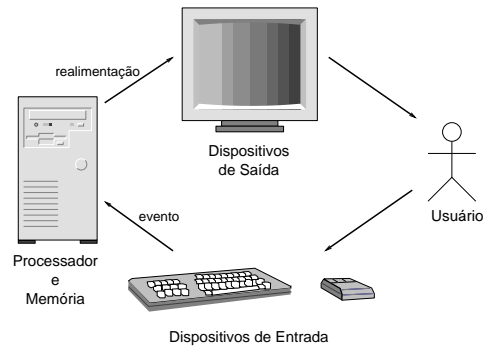 realimentação
Dispositivos
de Saída
Usuário
evento
Processador
e
Memória
Dispositivos de Entrada